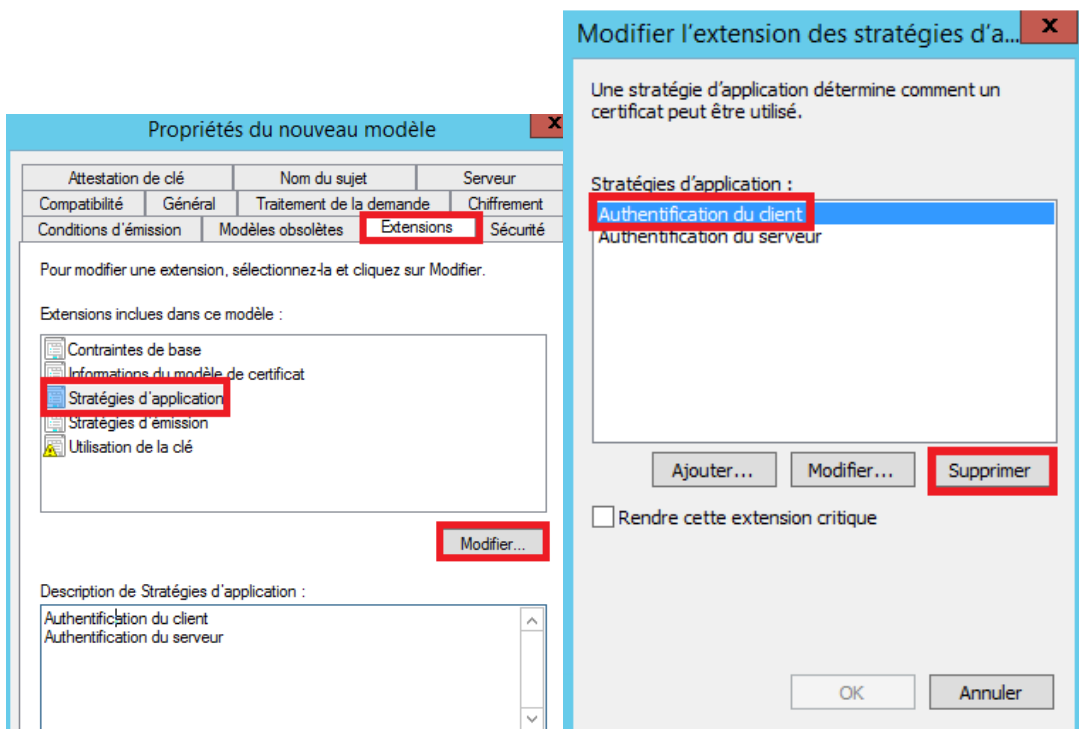 Propriétés du nouveau modèle
x
Attestation de clé
Nom du sujet
Serveur
Compatibilité
Général
Traitement de la demande
Chiffrement
Conditions d'émission
Modèles obsolètes
Extensions
Sécurité
Pour modifier une extension, sélectionnez-la et cliquez sur Modifier.
Extensions inclues dans ce modèle :
Contraintes de base
Informations du modèle de certificat
Stratégies d'application
Stratégies d'émission
Utilisation de la clé
Modifier...
Description de Stratégies d'application :
Authentification du client
Authentification du serveur
Modifier l'extension des stratégies d'a...
x
Une stratégie d'application détermine comment un
certificat peut être utilisé.
Stratégies d'application :
Authentification du client
Authentification du serveur
Ajouter...
Modifier...
Supprimer
Rendre cette extension critique
OK
Annuler